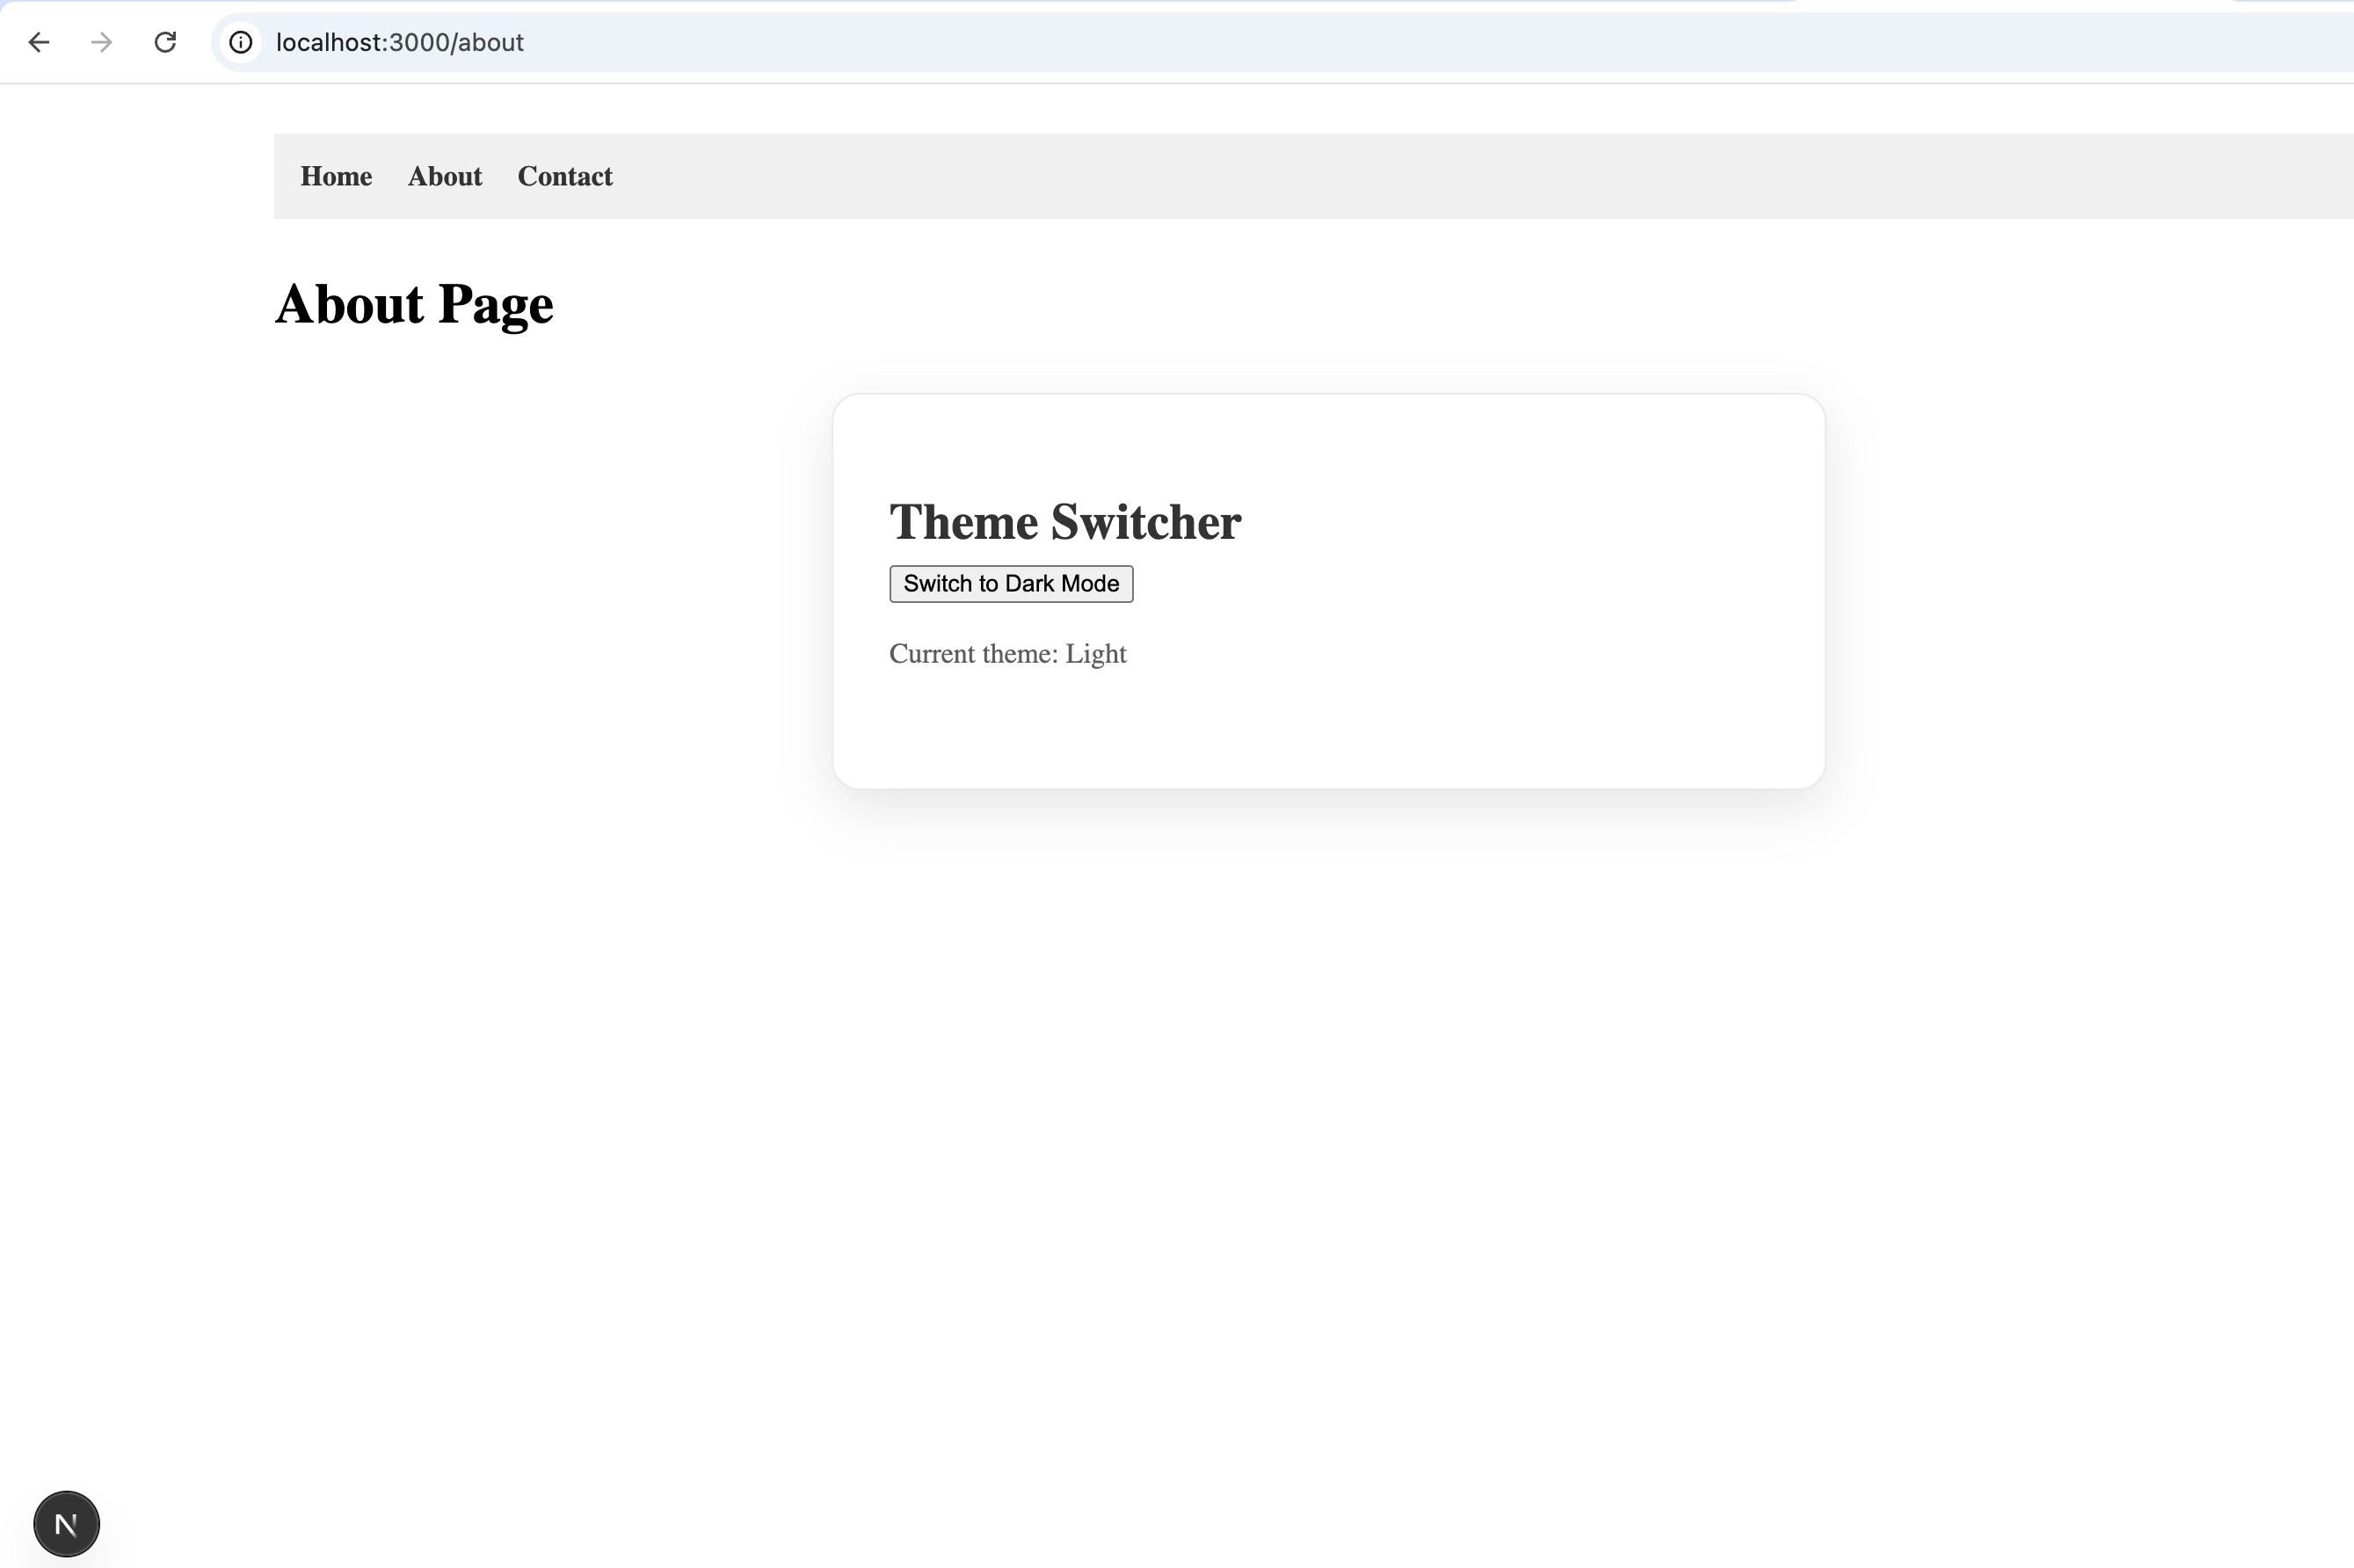 localhost:3000/about
Home About Contact
About Page
Theme Switcher
Switch to Dark Mode
Current theme: Light
N